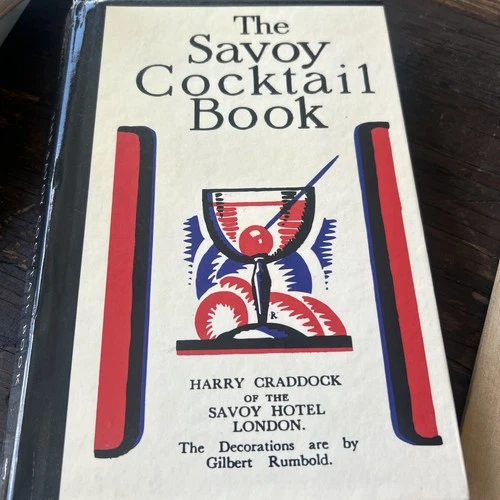 The
Savoy
Cocktail
Book
R.
HARRY CRADDOCK
OF THE
SAVOY HOTEL
LONDON.
The Decorations are by
Gilbert Rumbold.